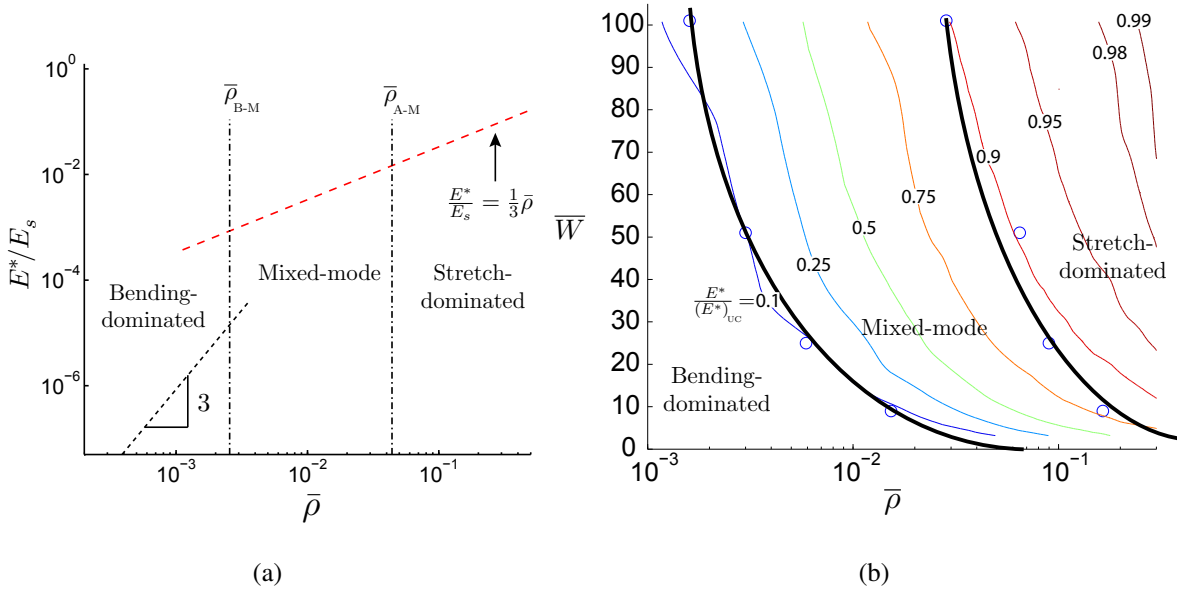 10⁰
10⁻²
10⁻⁴
10⁻⁶
E*/E_s
ρ̄_B-M
ρ̄_A-M
E*/E_s = 1/3 ρ̄
Mixed-mode
Bending-
dominated
Stretch-
dominated
3
10⁻³ 10⁻² 10⁻¹
ρ̄
(a)
W̄
100
90
80
70
60
50
40
30
20
10
0
0.99
0.98
0.95
0.9
0.75
0.5
0.25
E*/(E*)_UC =0.1
Stretch-
dominated
Mixed-mode
Bending-
dominated
10⁻³ 10⁻² 10⁻¹
ρ̄
(b)